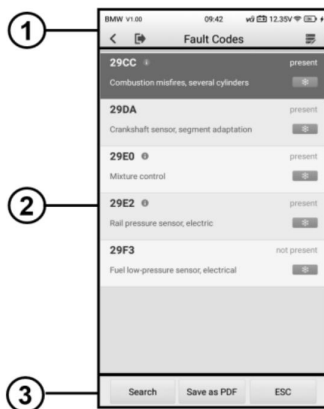 BMW V1.00 09:42 12.35V
Fault Codes
29CC present
Combustion misfires, several cylinders
29DA present
Crankshaft sensor, segment adaptation
29E0 present
Mixture control
29E2 present
Rail pressure sensor, electric
29F3 not present
Fuel low-pressure sensor, electrical
Search Save as PDF ESC
1
2
3